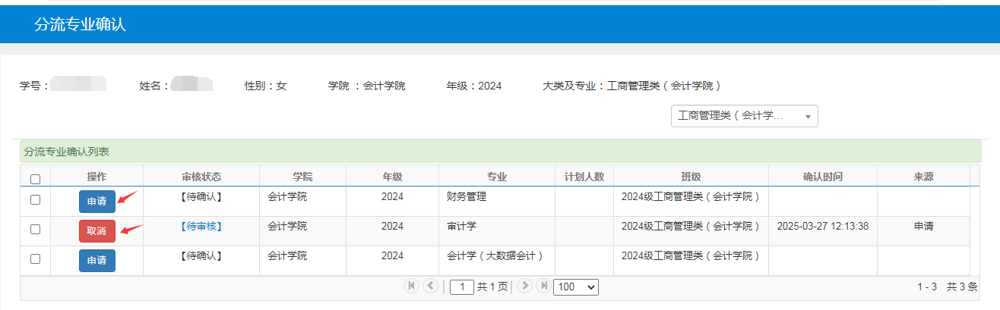 分流专业确认
学号： 姓名： 性别：女 学院 ：会计学院 年级：2024 大类及专业：工商管理类（会计学院）
工商管理类（会计学...
分流专业确认列表
操作 审核状态 学院 年级 专业 计划人数 班级 确认时间 来源
申请 【待确认】 会计学院 2024 财务管理 2024级工商管理类（会计学院）
取消 【待审核】 会计学院 2024 审计学 2024级工商管理类（会计学院） 2025-03-27 12:13:38 申请
申请 【待确认】 会计学院 2024 会计学（大数据会计） 2024级工商管理类（会计学院）
1 共 1 页 100 1 - 3 共 3 条